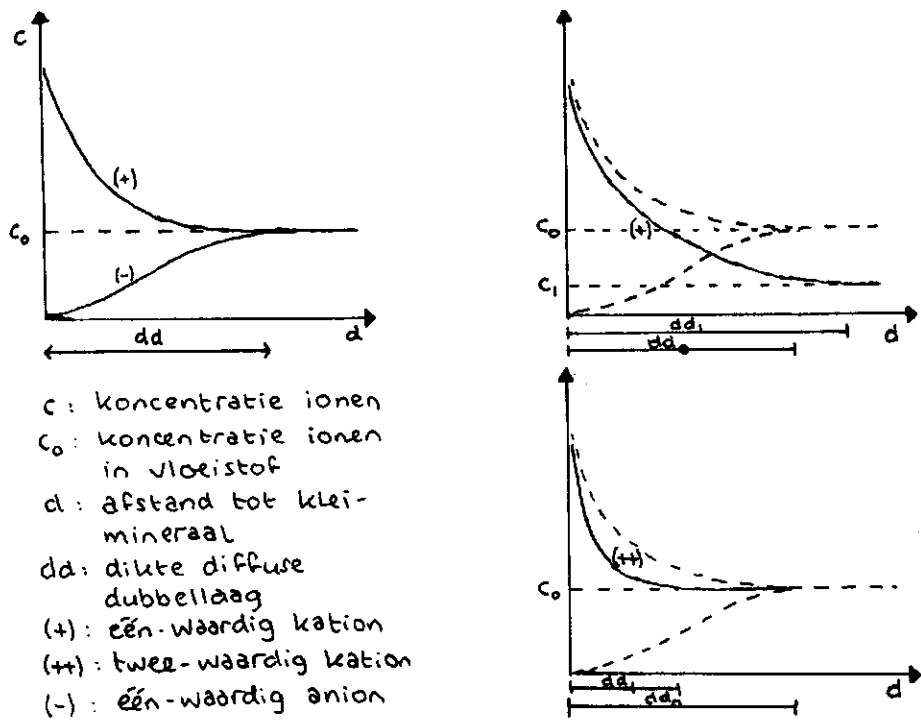 c
(+)
c₀
(-)
dd
d
(+)
c₀
c₁
dd₁
d
dd₀
(++)
c₀
dd₁
dd₀
d
c : koncentratie ionen
c₀ : koncentratie ionen
in vloeistof
d : afstand tot klei-
mineraal
dd : dikte diffuse
dubbellaag
(+) : één-waardig kation
(++) : twee-waardig kation
(-) : één-waardig anion